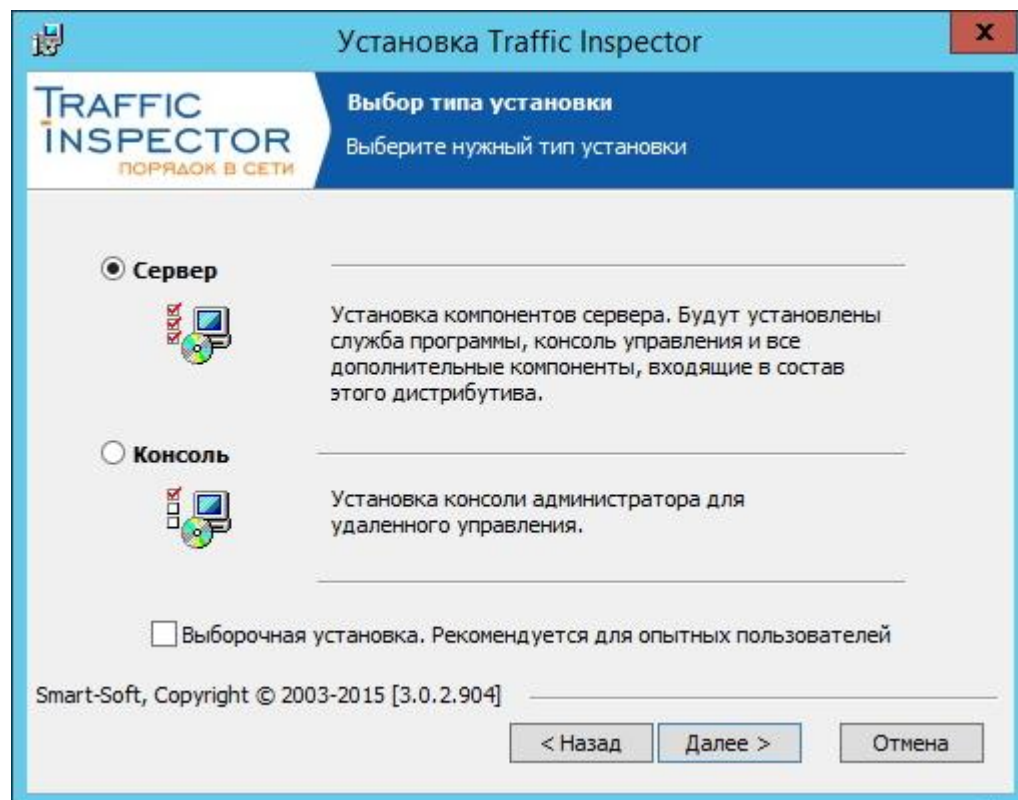 Установка Traffic Inspector
x
TRAFFIC
INSPECTOR
ПОРЯДОК В СЕТИ
Выбор типа установки
Выберите нужный тип установки
Сервер
Установка компонентов сервера. Будут установлены
служба программы, консоль управления и все
дополнительные компоненты, входящие в состав
этого дистрибутива.
Консоль
Установка консоли администратора для
удаленного управления.
Выборочная установка. Рекомендуется для опытных пользователей
Smart-Soft, Copyright © 2003-2015 [3.0.2.904]
< Назад
Далее >
Отмена